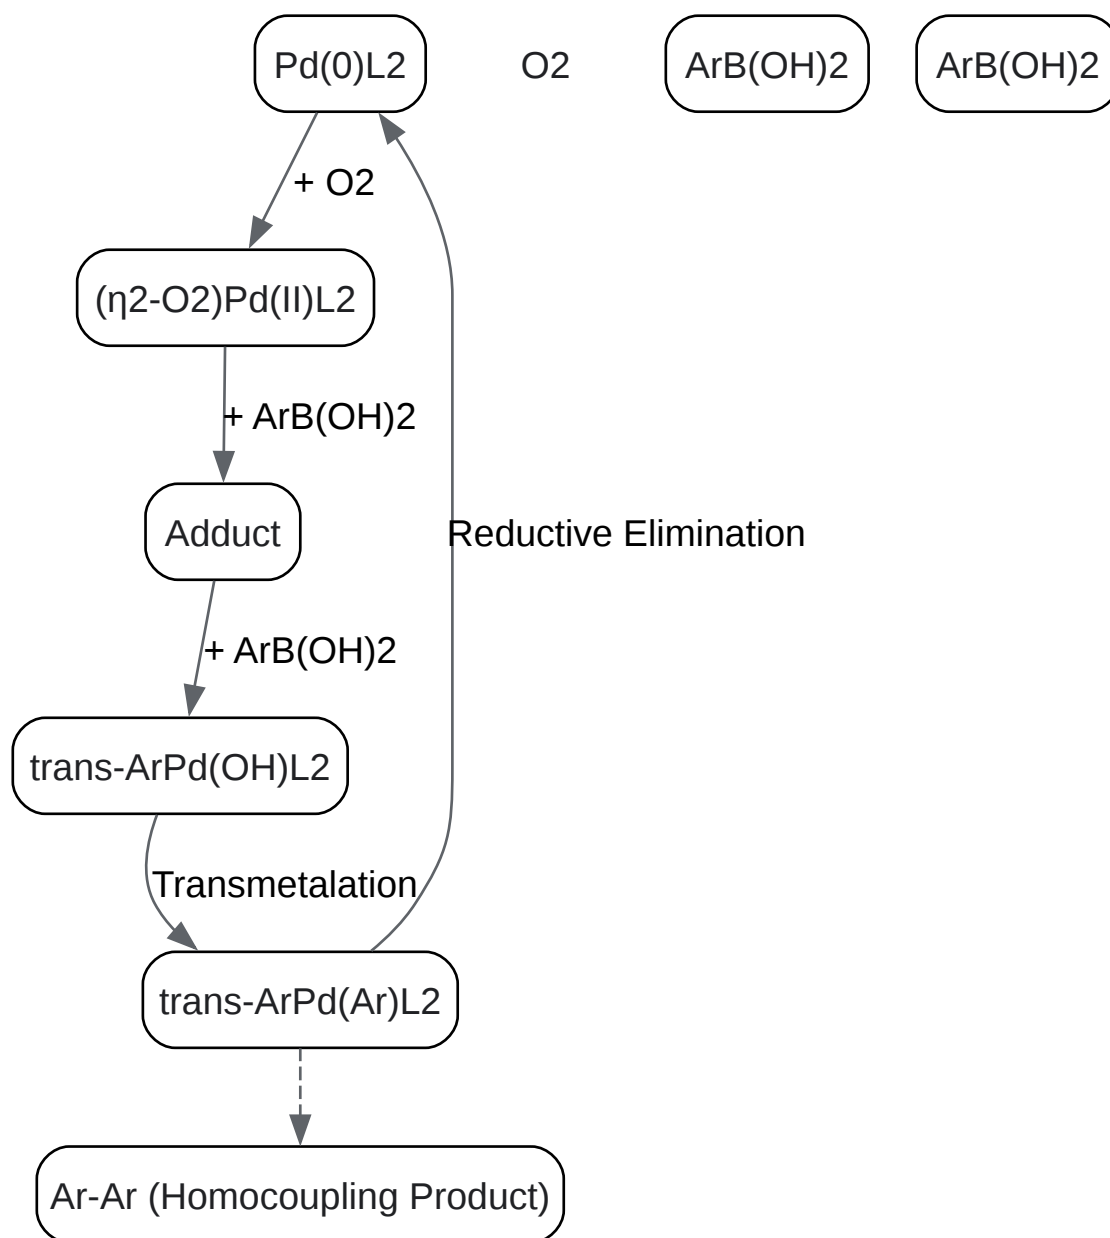 Pd(0)L2
O2
ArB(OH)2
ArB(OH)2
+ O2
(η2-O2)Pd(II)L2
+ ArB(OH)2
Adduct
Reductive Elimination
+ ArB(OH)2
trans-ArPd(OH)L2
Transmetalation
trans-ArPd(Ar)L2
Ar-Ar (Homocoupling Product)